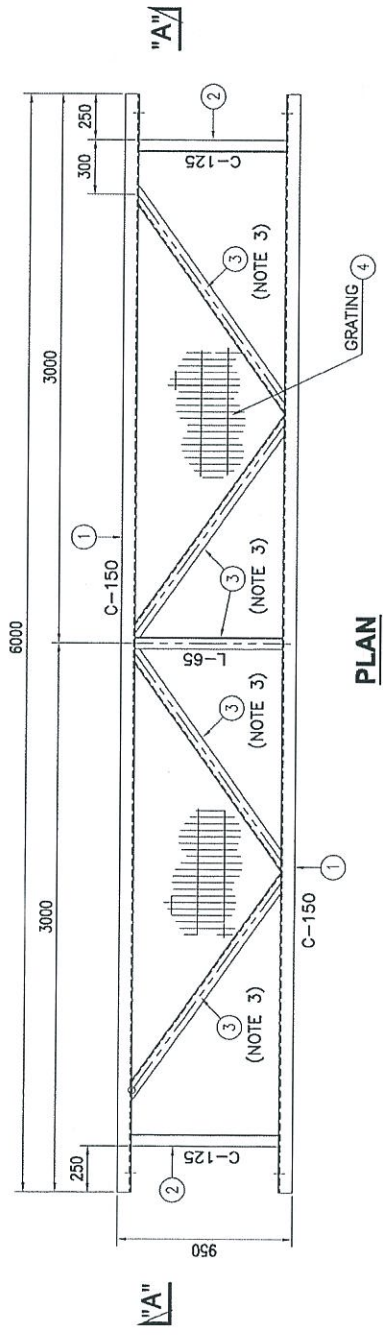 6000
3000
3000
250
300
250
950
"A"
"A"
1
C-150
1
C-150
2
C-125
2
C-125
3
(NOTE 3)
3
(NOTE 3)
3
L-65
3
(NOTE 3)
3
(NOTE 3)
GRATING 4
PLAN